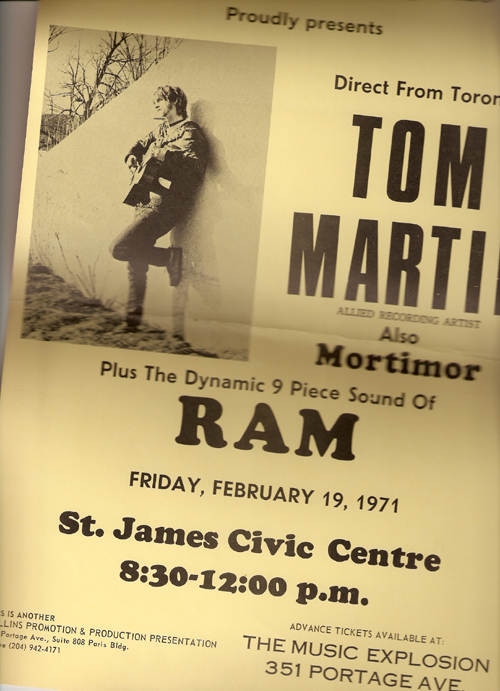 Proudly presents
Direct From Toron
TOM
MARTI
ALLIED RECORDING ARTIST
Also
Mortimor
Plus The Dynamic 9 Piece Sound Of
RAM
FRIDAY, FEBRUARY 19, 1971
St. James Civic Centre
8:30-12:00 p.m.
S IS ANOTHER
LLINS PROMOTION & PRODUCTION PRESENTATION
Portage Ave., Suite 808 Paris Bldg.
ne (204) 942-4171
ADVANCE TICKETS AVAILABLE AT:
THE MUSIC EXPLOSION
351 PORTAGE AVE.